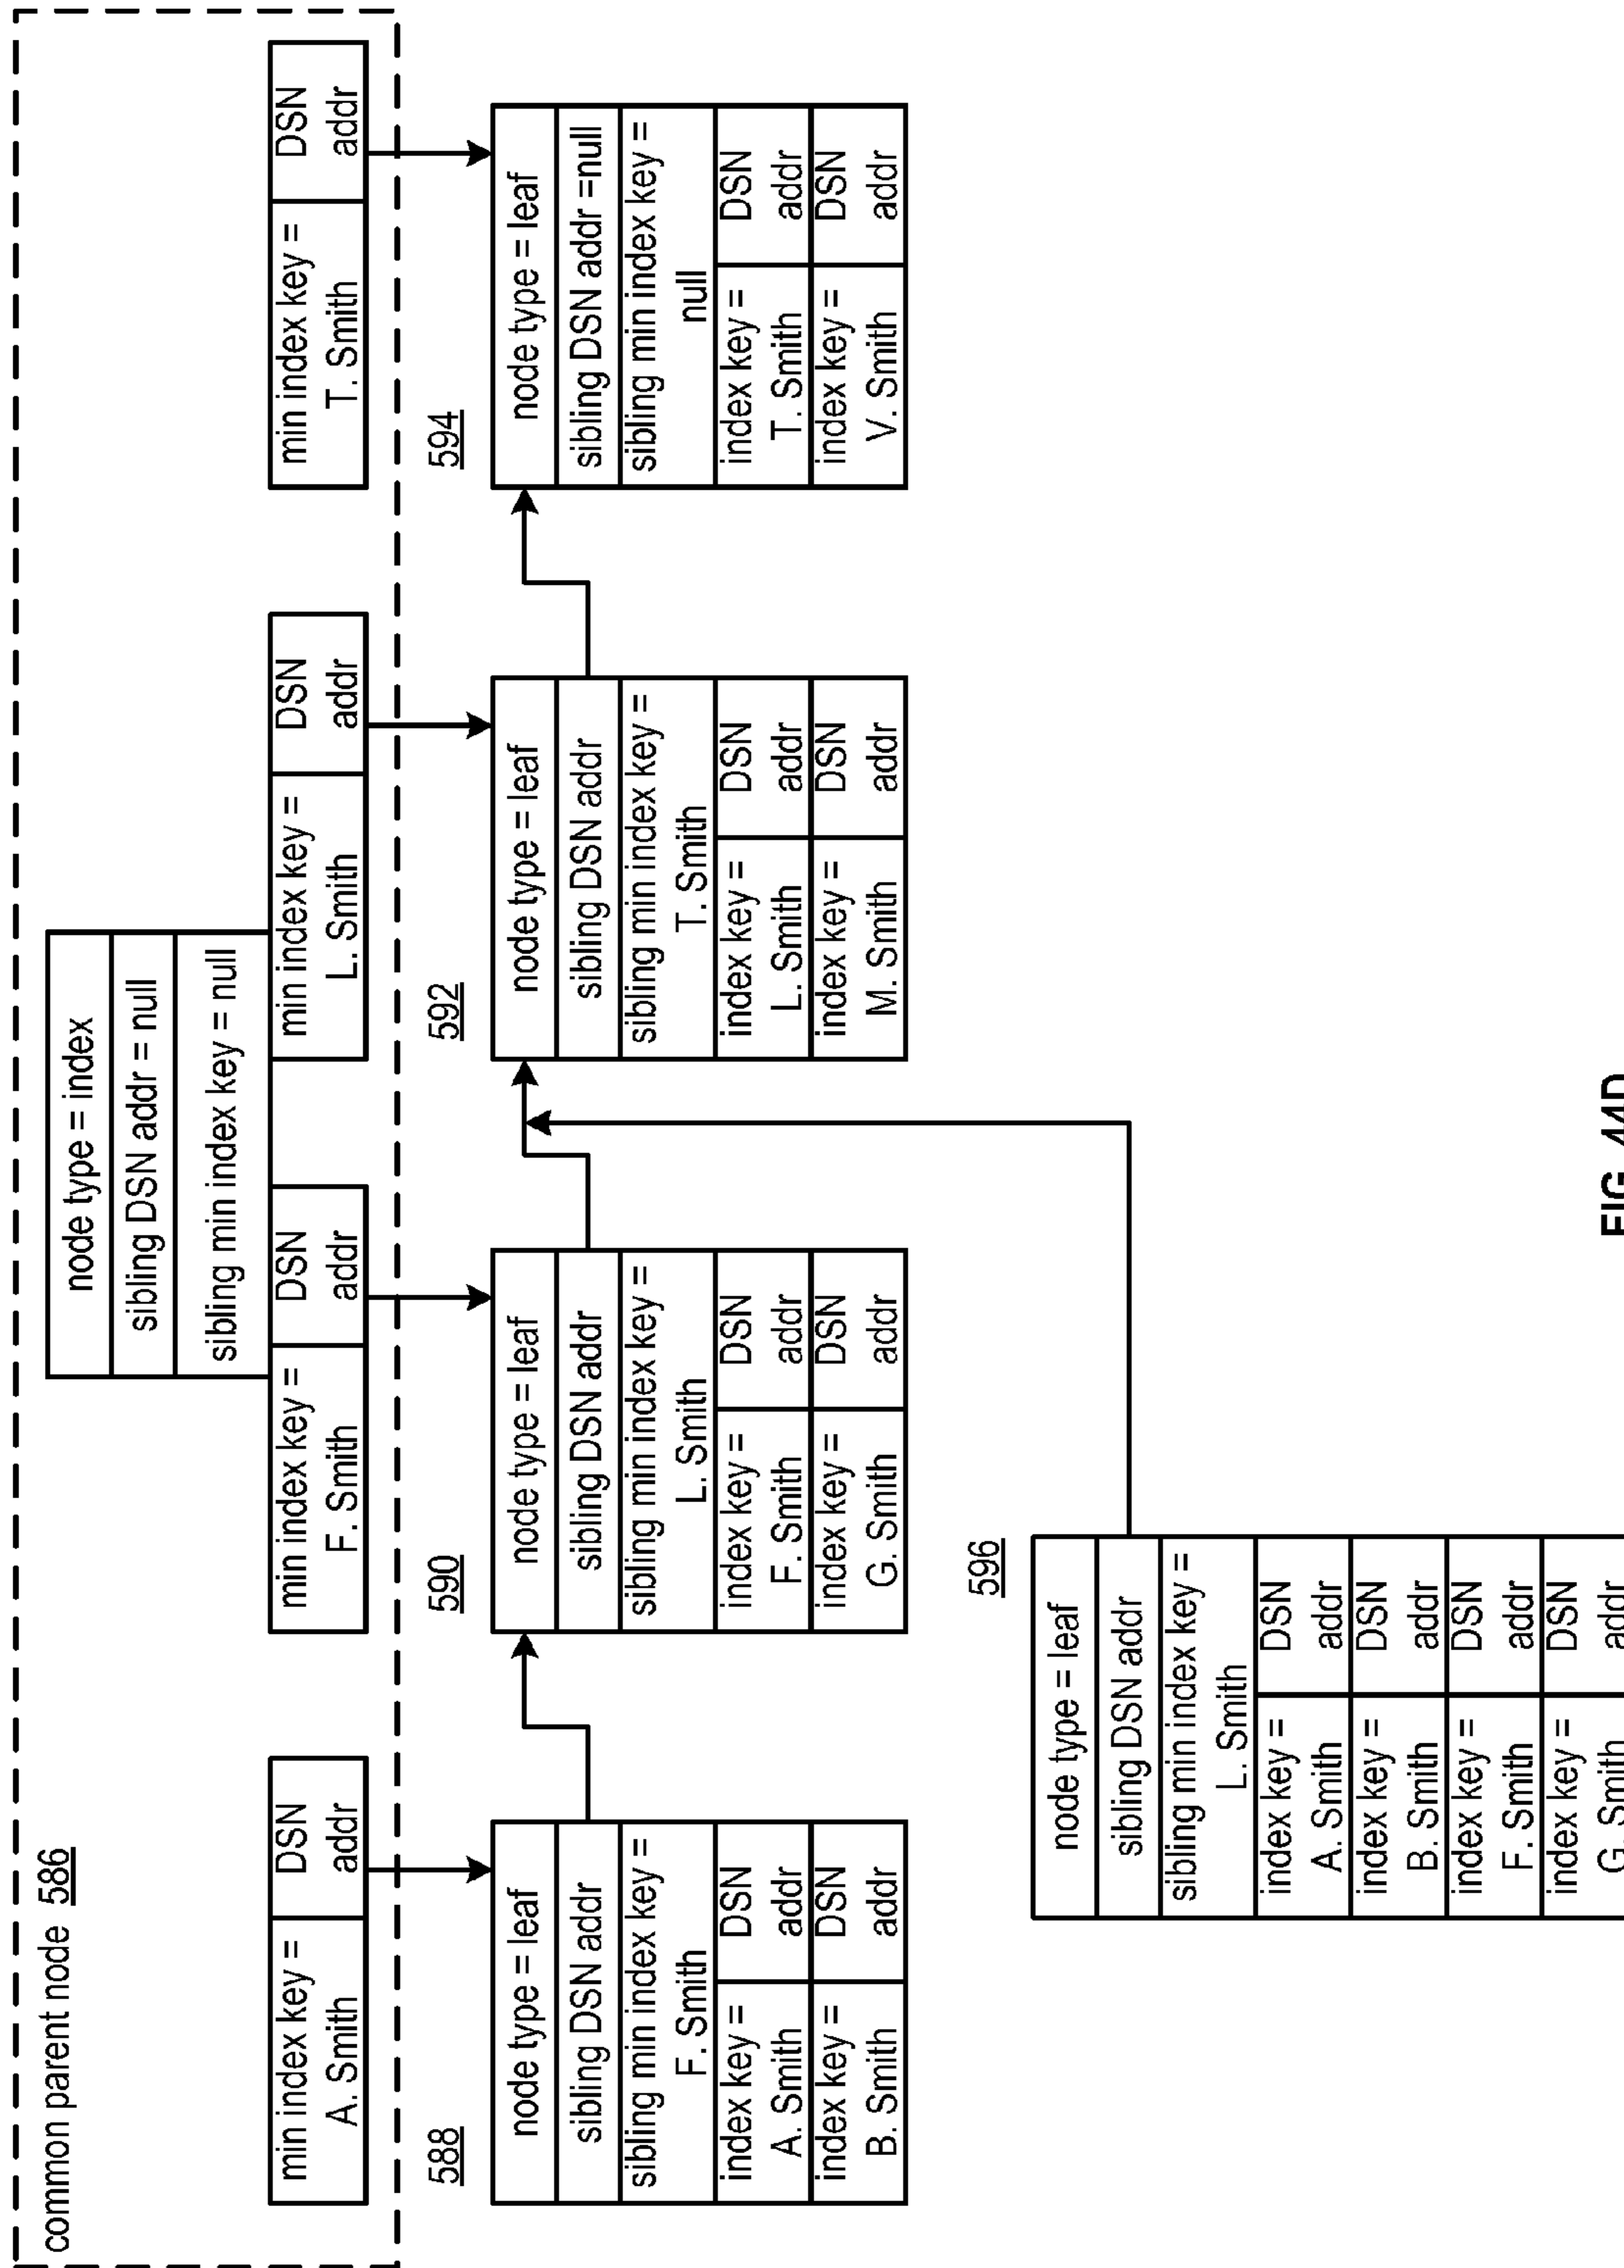 common parent node 586
node type = index
sibling DSN addr = null
sibling min index key = null
min index key =
A. Smith
DSN
addr
min index key =
F. Smith
DSN
addr
min index key =
L. Smith
DSN
addr
min index key =
T. Smith
DSN
addr
588
node type = leaf
sibling DSN addr
sibling min index key =
F. Smith
index key =
A. Smith
DSN
addr
index key =
B. Smith
DSN
addr
590
node type = leaf
sibling DSN addr
sibling min index key =
L. Smith
index key =
F. Smith
DSN
addr
index key =
G. Smith
DSN
addr
592
node type = leaf
sibling DSN addr
sibling min index key =
T. Smith
index key =
L. Smith
DSN
addr
index key =
M. Smith
DSN
addr
594
node type = leaf
sibling DSN addr =null
sibling min index key =
null
index key =
T. Smith
DSN
addr
index key =
V. Smith
DSN
addr
596
node type = leaf
sibling DSN addr
sibling min index key =
L. Smith
index key =
A. Smith
DSN
addr
index key =
B. Smith
DSN
addr
index key =
F. Smith
DSN
addr
index key =
G. Smith
DSN
addr
FIG. 44D